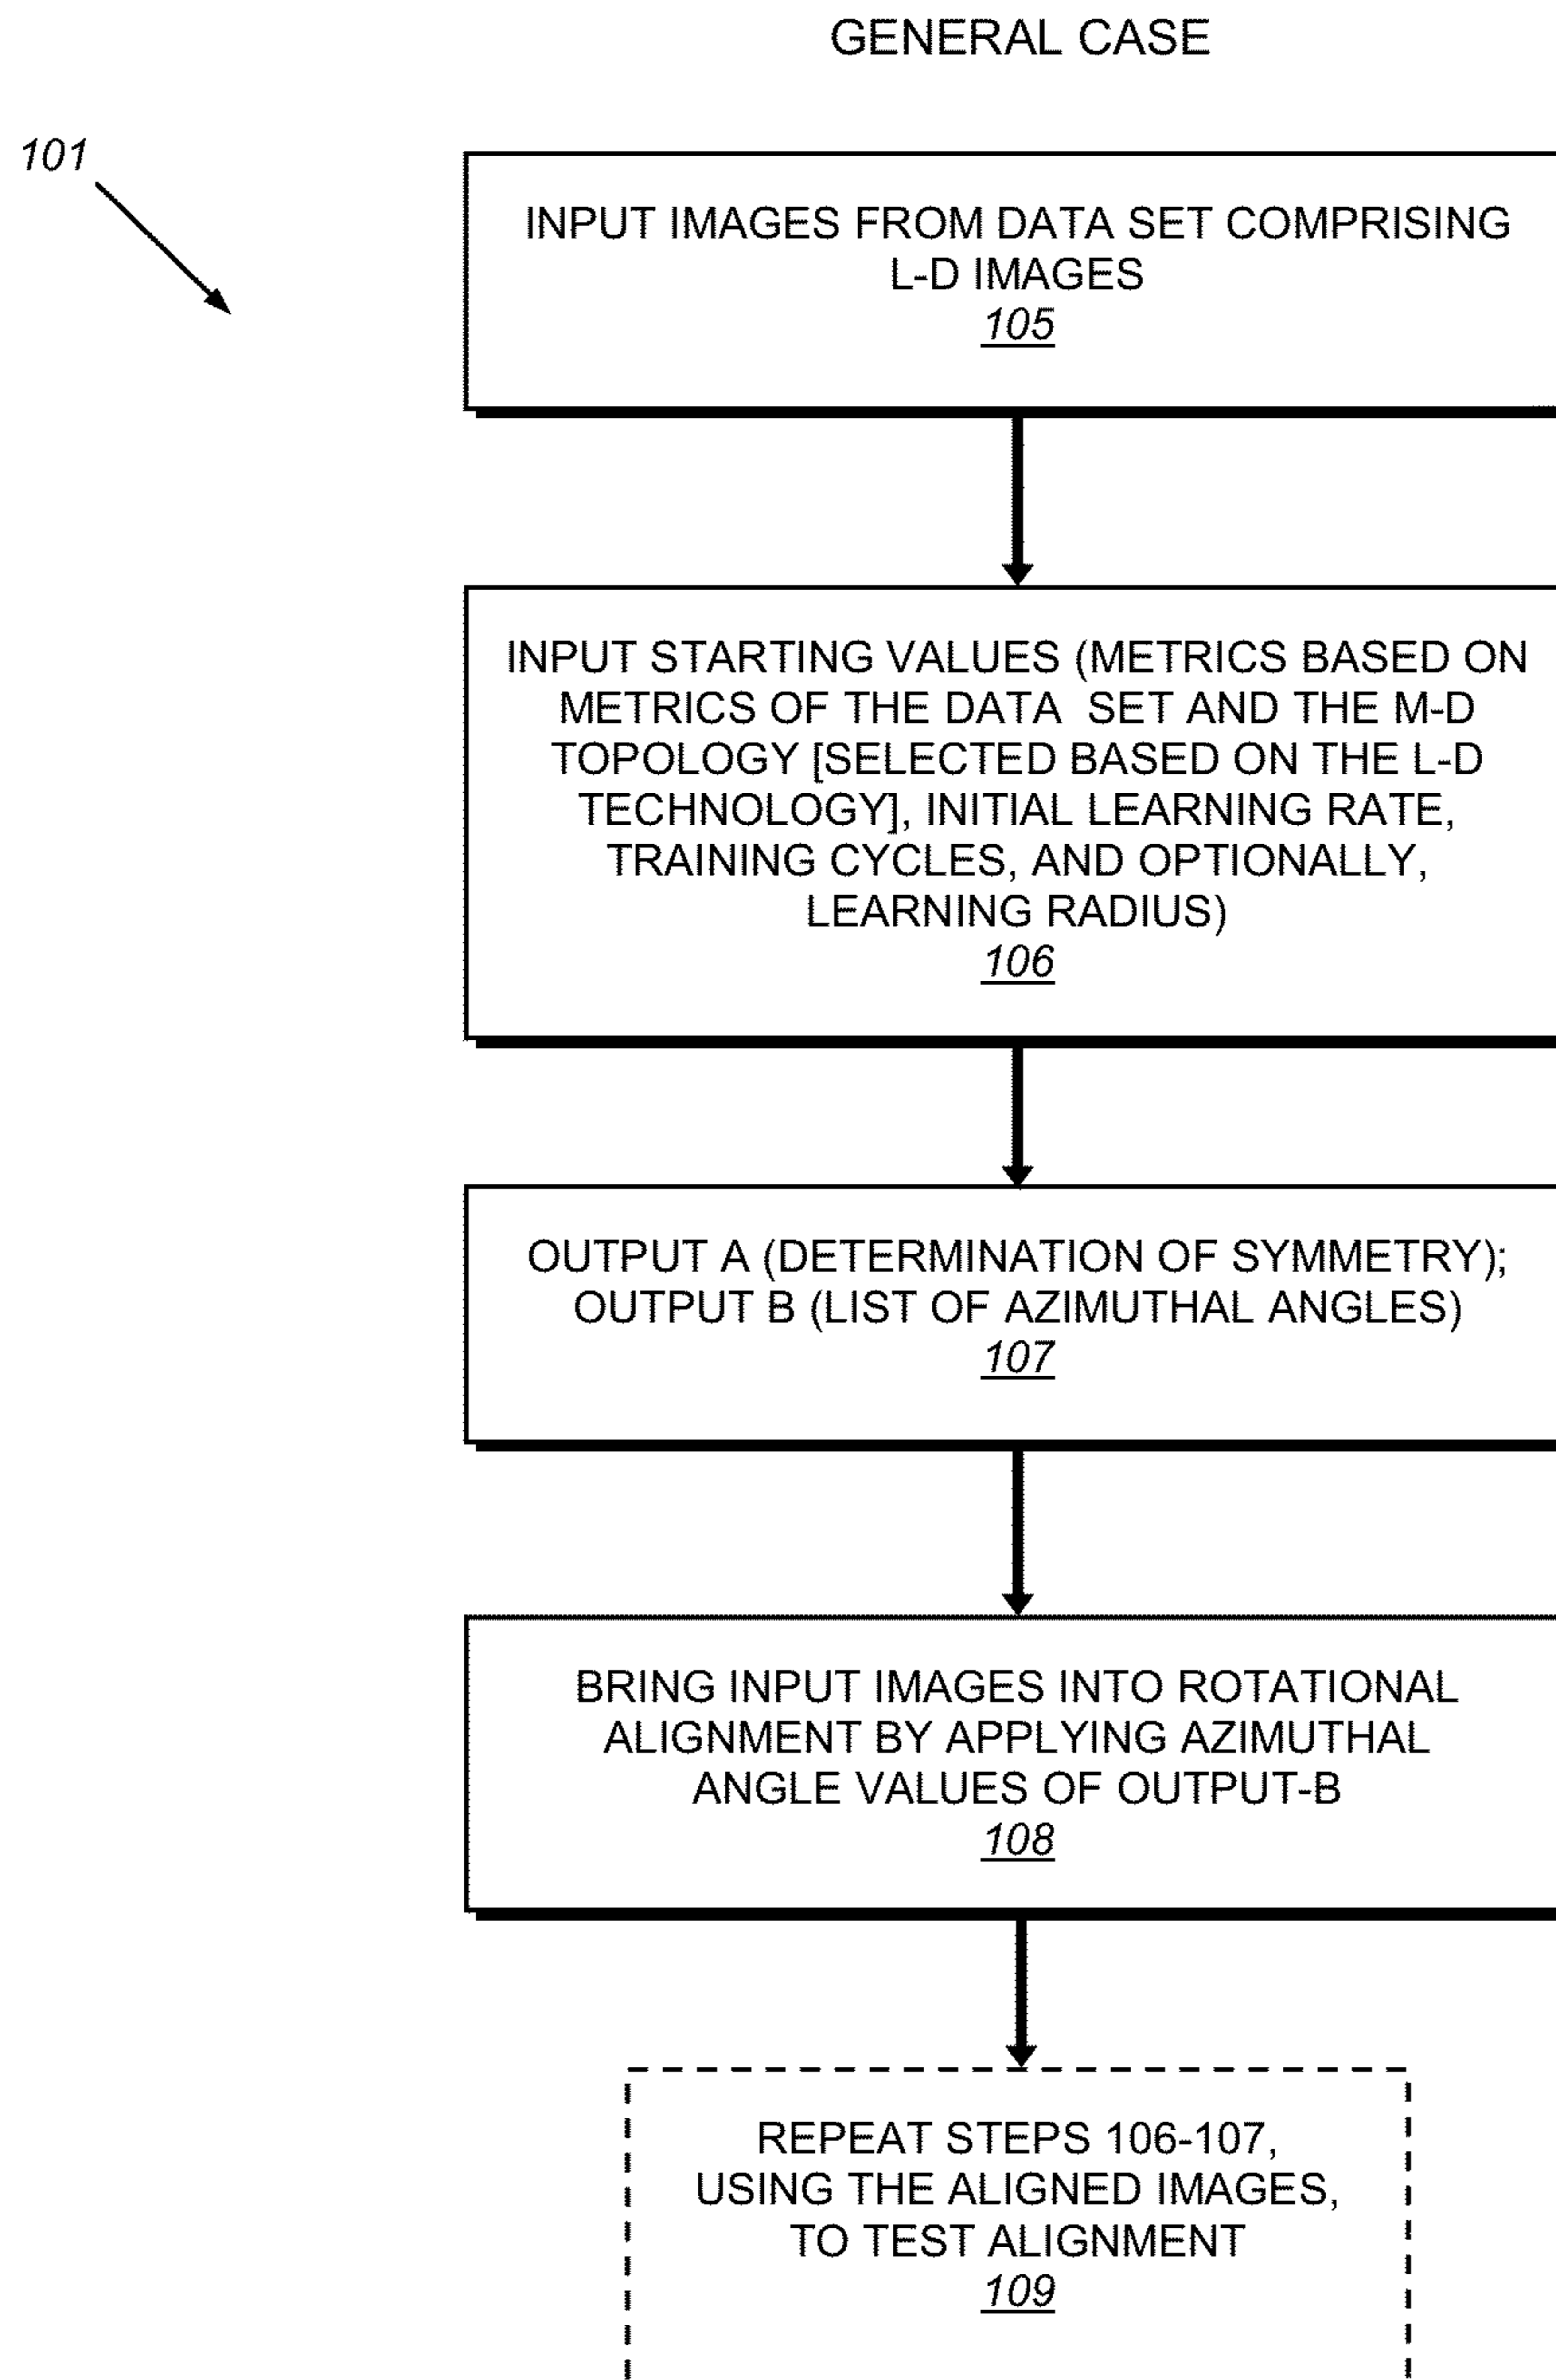 GENERAL CASE
101
INPUT IMAGES FROM DATA SET COMPRISING
L-D IMAGES
105
INPUT STARTING VALUES (METRICS BASED ON
METRICS OF THE DATA SET AND THE M-D
TOPOLOGY [SELECTED BASED ON THE L-D
TECHNOLOGY], INITIAL LEARNING RATE,
TRAINING CYCLES, AND OPTIONALLY,
LEARNING RADIUS)
106
OUTPUT A (DETERMINATION OF SYMMETRY);
OUTPUT B (LIST OF AZIMUTHAL ANGLES)
107
BRING INPUT IMAGES INTO ROTATIONAL
ALIGNMENT BY APPLYING AZIMUTHAL
ANGLE VALUES OF OUTPUT-B
108
REPEAT STEPS 106-107,
USING THE ALIGNED IMAGES,
TO TEST ALIGNMENT
109